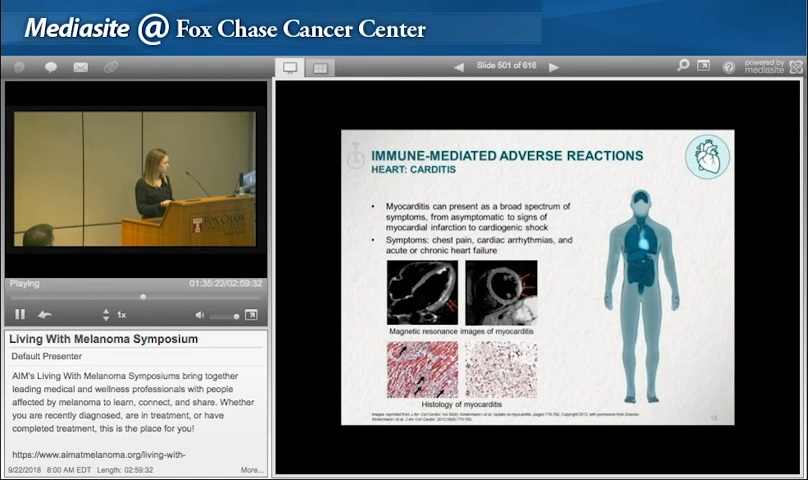 Mediasite @ Fox Chase Cancer Center
Slide 501 of 616
powered by
mediasite
FOX CHASE
CANCER CENTER
Playing
01:35:22/02:59:32
1x
Living With Melanoma Symposium
Default Presenter
AIM's Living With Melanoma Symposiums bring together
leading medical and wellness professionals with people
affected by melanoma to learn, connect, and share. Whether
you are recently diagnosed, are in treatment, or have
completed treatment, this is the place for you!
https://www.aimatmelanoma.org/living-with-
9/22/2018 8:00 AM EDT Length: 02:59:32
More...
IMMUNE-MEDIATED ADVERSE REACTIONS
HEART: CARDITIS
• Myocarditis can present as a broad spectrum of
symptoms, from asymptomatic to signs of
myocardial infarction to cardiogenic shock
• Symptoms: chest pain, cardiac arrhythmias, and
acute or chronic heart failure
Magnetic resonance images of myocarditis
Histology of myocarditis
10